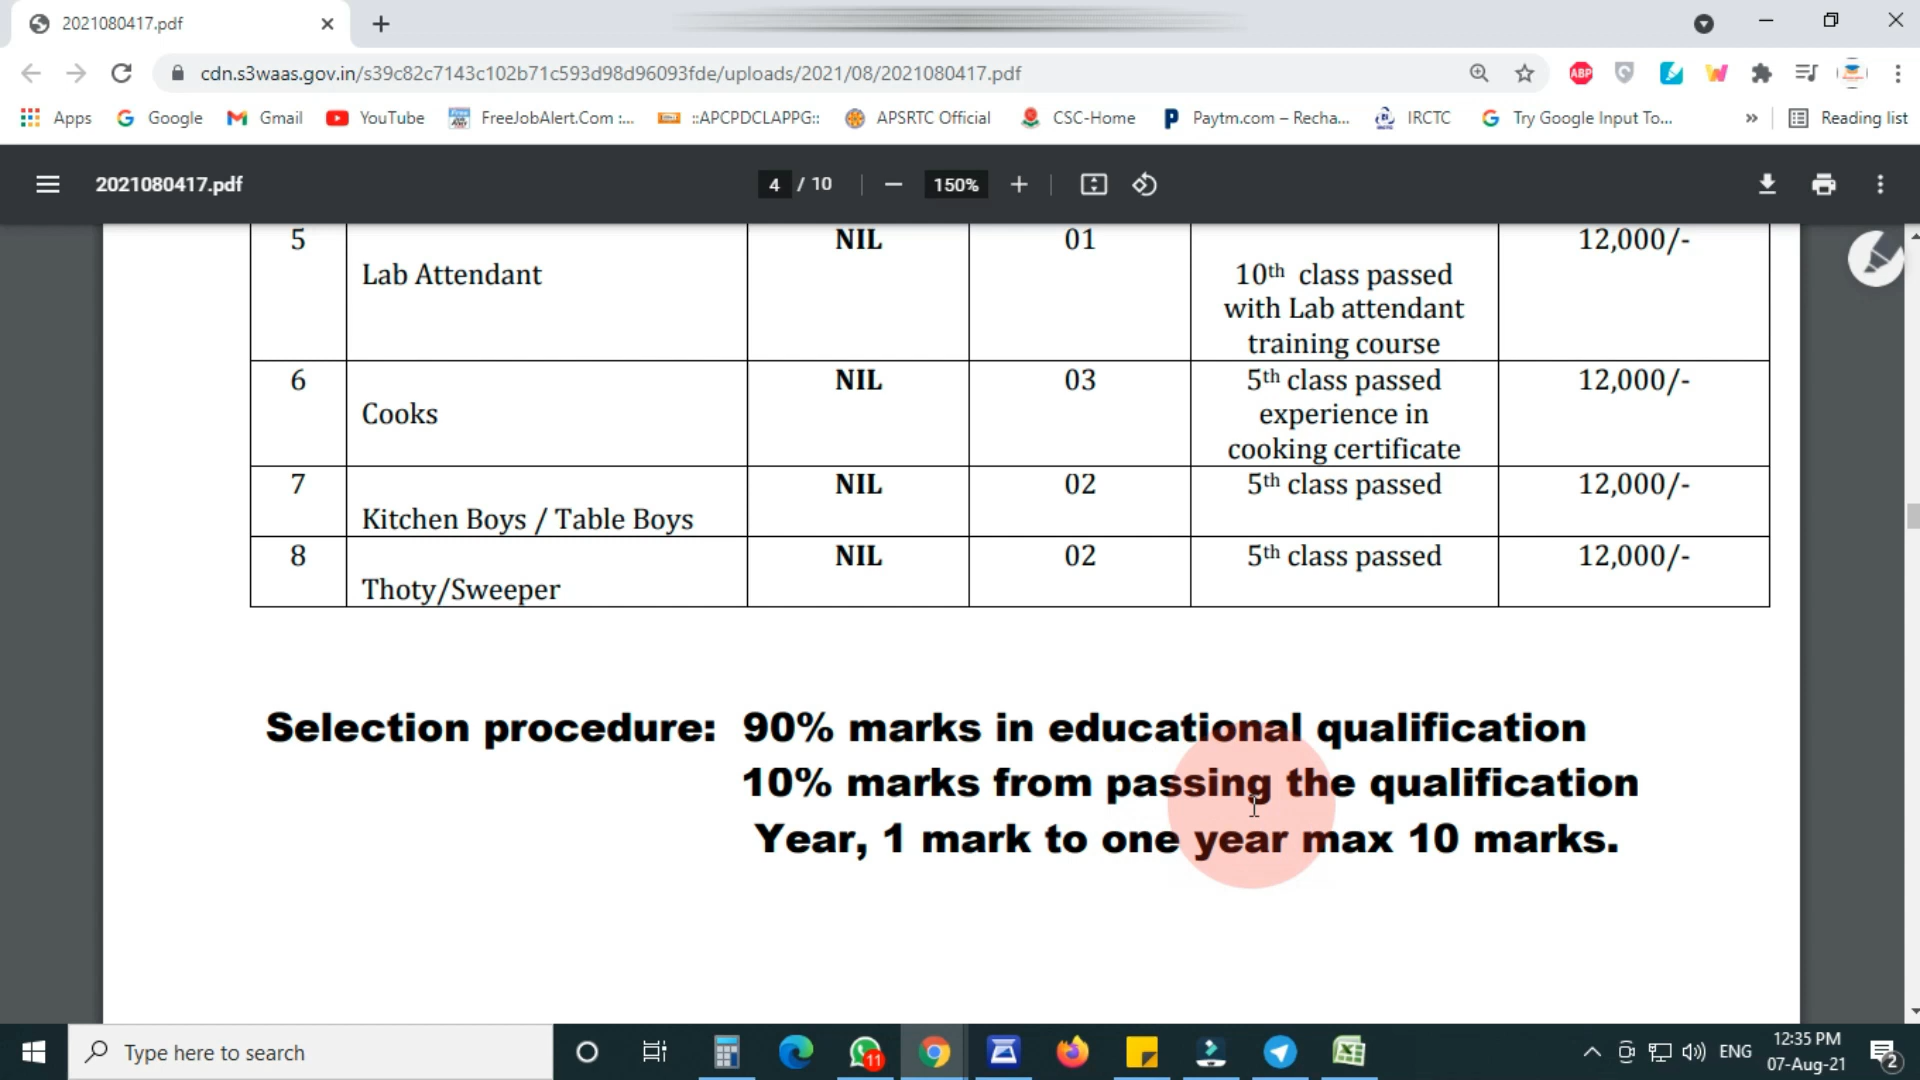 2021080417.pdf
cdn.s3waas.gov.in/s39c82c7143c102b71c593d98d96093fde/uploads/2021/08/2021080417.pdf
ABP
Apps Google Gmail YouTube FreeJobAlert.Com :... ::APCPDCLAPPG:: APSRTC Official CSC-Home Paytm.com – Recha... IRCTC Try Google Input To... » Reading list
2021080417.pdf 4 / 10 — 150% +
5 Lab Attendant NIL 01 10th class passed with Lab attendant training course 12,000/-
6 Cooks NIL 03 5th class passed experience in cooking certificate 12,000/-
7 Kitchen Boys / Table Boys NIL 02 5th class passed 12,000/-
8 Thoty/Sweeper NIL 02 5th class passed 12,000/-
Selection procedure: 90% marks in educational qualification
10% marks from passing the qualification
Year, 1 mark to one year max 10 marks.
Type here to search
11
ENG
12:35 PM
07-Aug-21
2